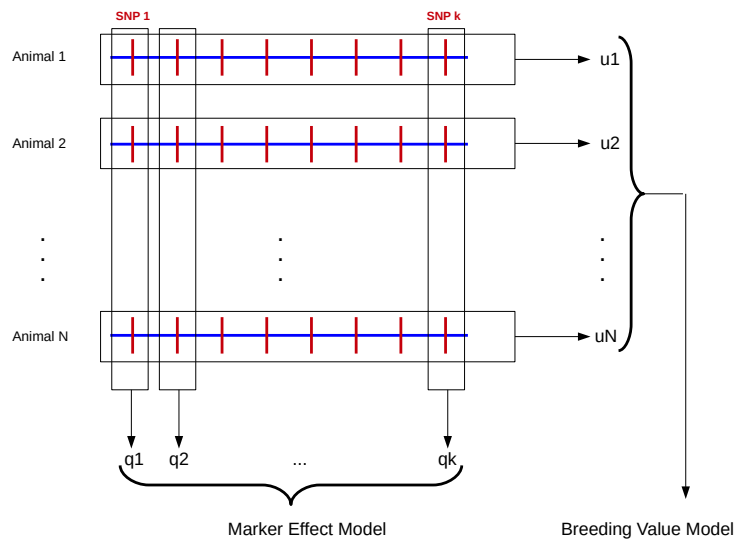 SNP 1 SNP k
Animal 1 u1
Animal 2 u2
. . .
. . .
. . .
Animal N uN
q1 q2 ... qk
Marker Effect Model Breeding Value Model